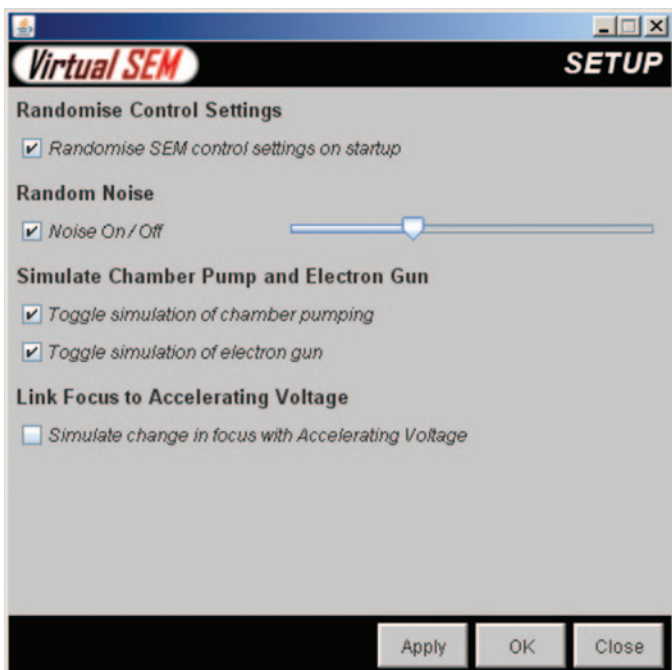 Virtual SEM
SETUP
Randomise Control Settings
Randomise SEM control settings on startup
Random Noise
Noise On / Off
Simulate Chamber Pump and Electron Gun
Toggle simulation of chamber pumping
Toggle simulation of electron gun
Link Focus to Accelerating Voltage
Simulate change in focus with Accelerating Voltage
Apply
OK
Close